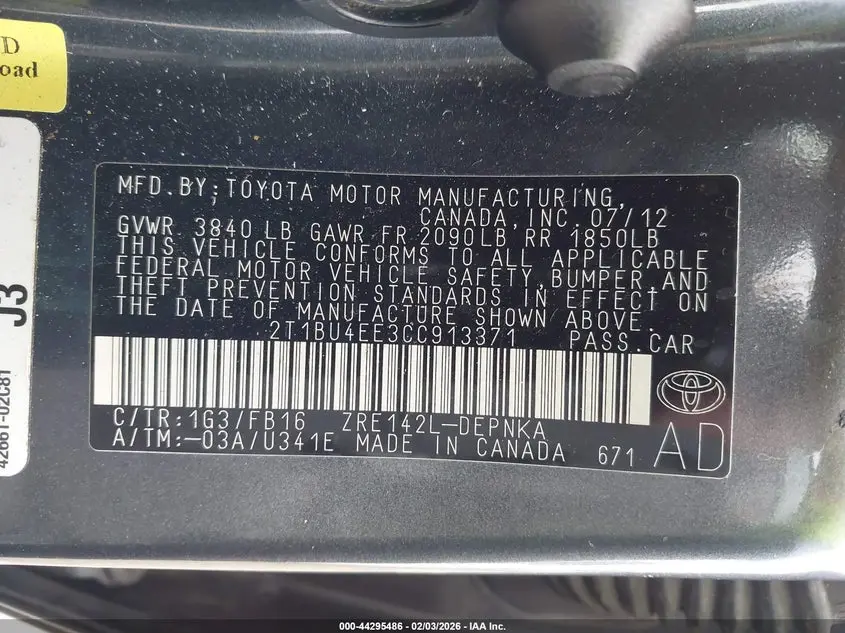 D
oad
J3
42661-02C81
MFD.BY:TOYOTA MOTOR MANUFACTURING,
CANADA,INC.07/12
GVWR 3840 LB GAWR FR 2090LB RR 1850LB
THIS VEHICLE CONFORMS TO ALL APPLICABLE
FEDERAL MOTOR VEHICLE SAFETY,BUMPER,AND
THEFT PREVENTION STANDARDS IN EFFECT ON
THE DATE OF MANUFACTURE SHOWN ABOVE.
2T1BU4EE3CC913371 PASS.CAR
C/TR:1G3/FB16 ZRE142L-DEPNKA
A/TM:-03A/U341E MADE IN CANADA 671
AD
000-44295486 - 02/03/2026 - IAA Inc.